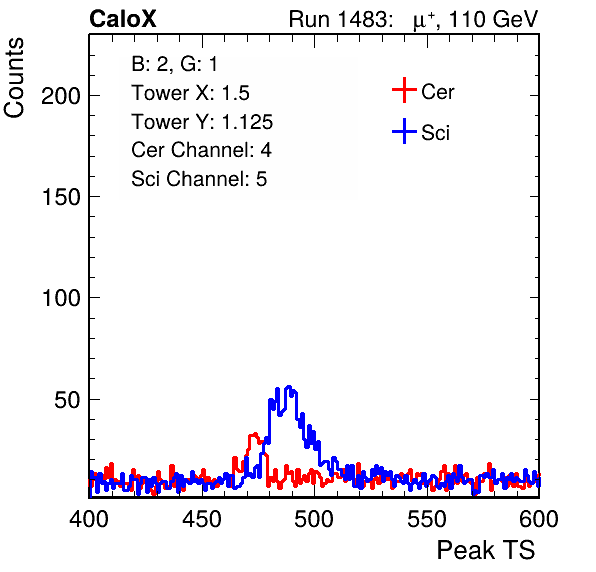 CaloX Run 1483: μ⁺, 110 GeV
Counts
B: 2, G: 1
Tower X: 1.5
Tower Y: 1.125
Cer Channel: 4
Sci Channel: 5
Cer
Sci
200
150
100
50
400 450 500 550 600
Peak TS